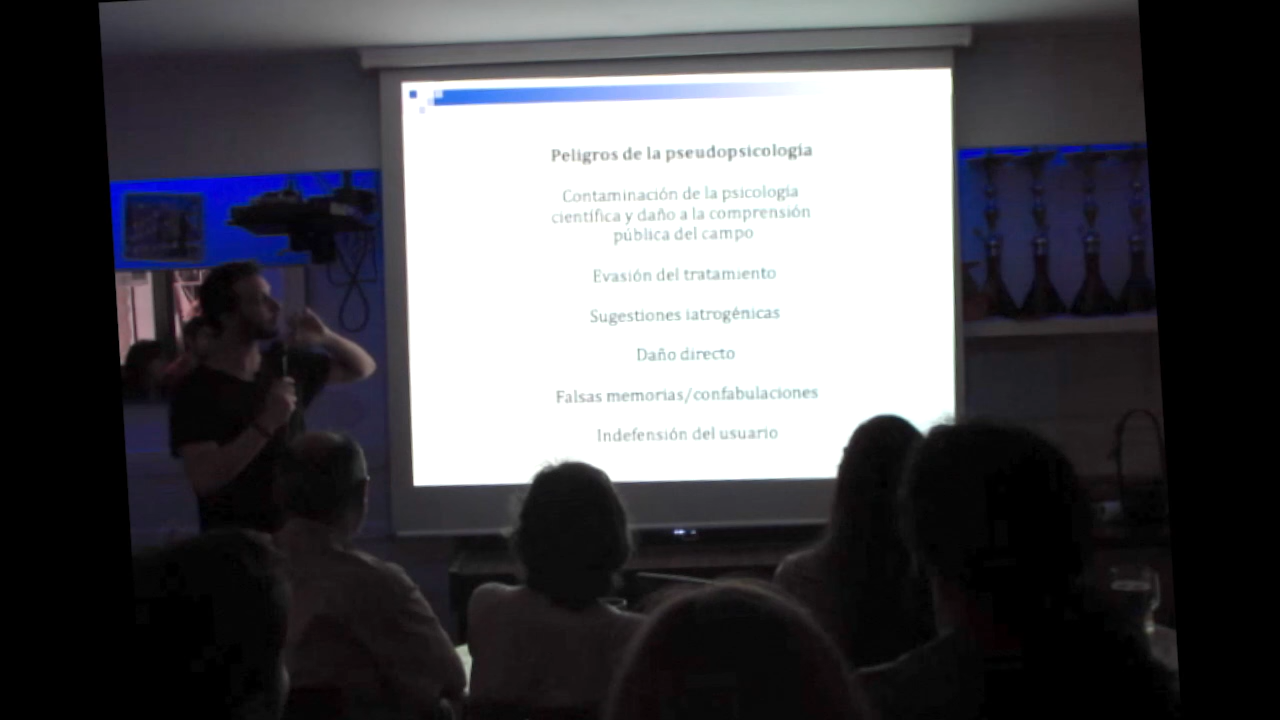 Peligros de la pseudopsicología
Contaminación de la psicología
científica y daño a la comprensión
pública del campo
Evasión del tratamiento
Sugestiones iatrogénicas
Daño directo
Falsas memorias/confabulaciones
Indefensión del usuario